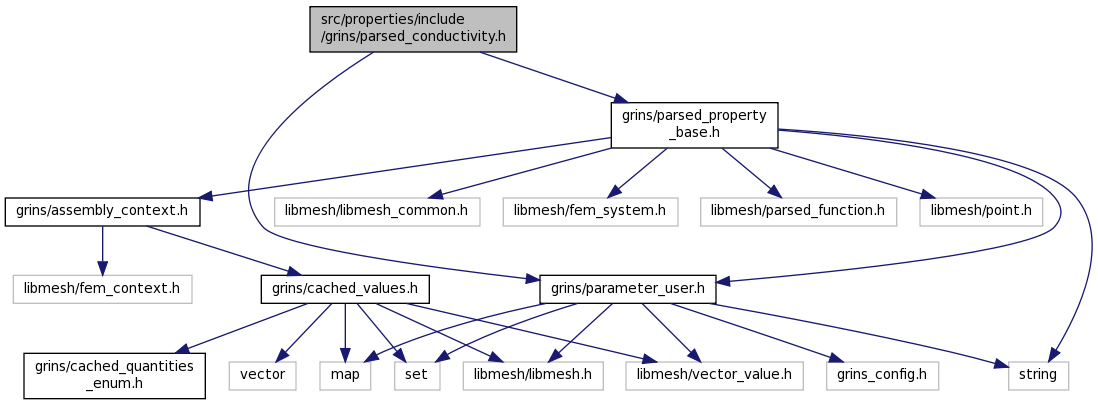 src/properties/include
/grins/parsed_conductivity.h
grins/parsed_property
_base.h
grins/assembly_context.h
libmesh/libmesh_common.h
libmesh/fem_system.h
libmesh/parsed_function.h
libmesh/point.h
libmesh/fem_context.h
grins/cached_values.h
grins/parameter_user.h
grins/cached_quantities
_enum.h
vector
map
set
libmesh/libmesh.h
libmesh/vector_value.h
grins_config.h
string